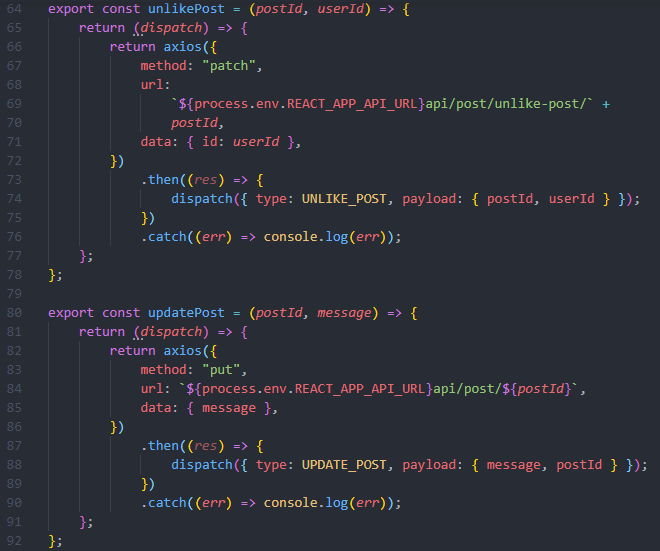 64 export const unlikePost = (postId, userId) => {
65     return (dispatch) => {
66         return axios({
67             method: "patch",
68             url:
69                 `${process.env.REACT_APP_API_URL}api/post/unlike-post/` +
70                 postId,
71             data: { id: userId },
72         })
73             .then((res) => {
74                 dispatch({ type: UNLIKE_POST, payload: { postId, userId } });
75             })
76             .catch((err) => console.log(err));
77     };
78 };
79
80 export const updatePost = (postId, message) => {
81     return (dispatch) => {
82         return axios({
83             method: "put",
84             url: `${process.env.REACT_APP_API_URL}api/post/${postId}`,
85             data: { message },
86         })
87             .then((res) => {
88                 dispatch({ type: UPDATE_POST, payload: { message, postId } });
89             })
90             .catch((err) => console.log(err));
91     };
92 };